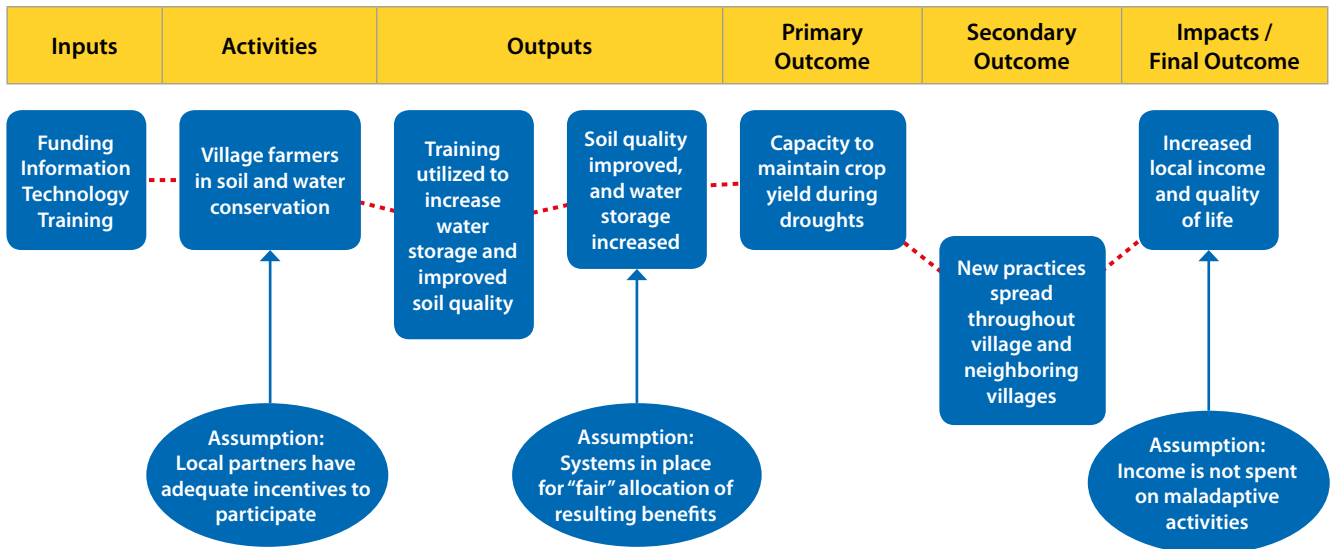 Inputs
Activities
Outputs
Primary
Outcome
Secondary
Outcome
Impacts /
Final Outcome
Funding
Information
Technology
Training
Village farmers
in soil and water
conservation
Training
utilized to
increase
water
storage and
improved
soil quality
Soil quality
improved,
and water
storage
increased
Capacity to
maintain crop
yield during
droughts
New practices
spread
throughout
village and
neighboring
villages
Increased
local income
and quality
of life
Assumption:
Local partners have
adequate incentives to
participate
Assumption:
Systems in place
for “fair” allocation of
resulting benefits
Assumption:
Income is not spent
on maladaptive
activities